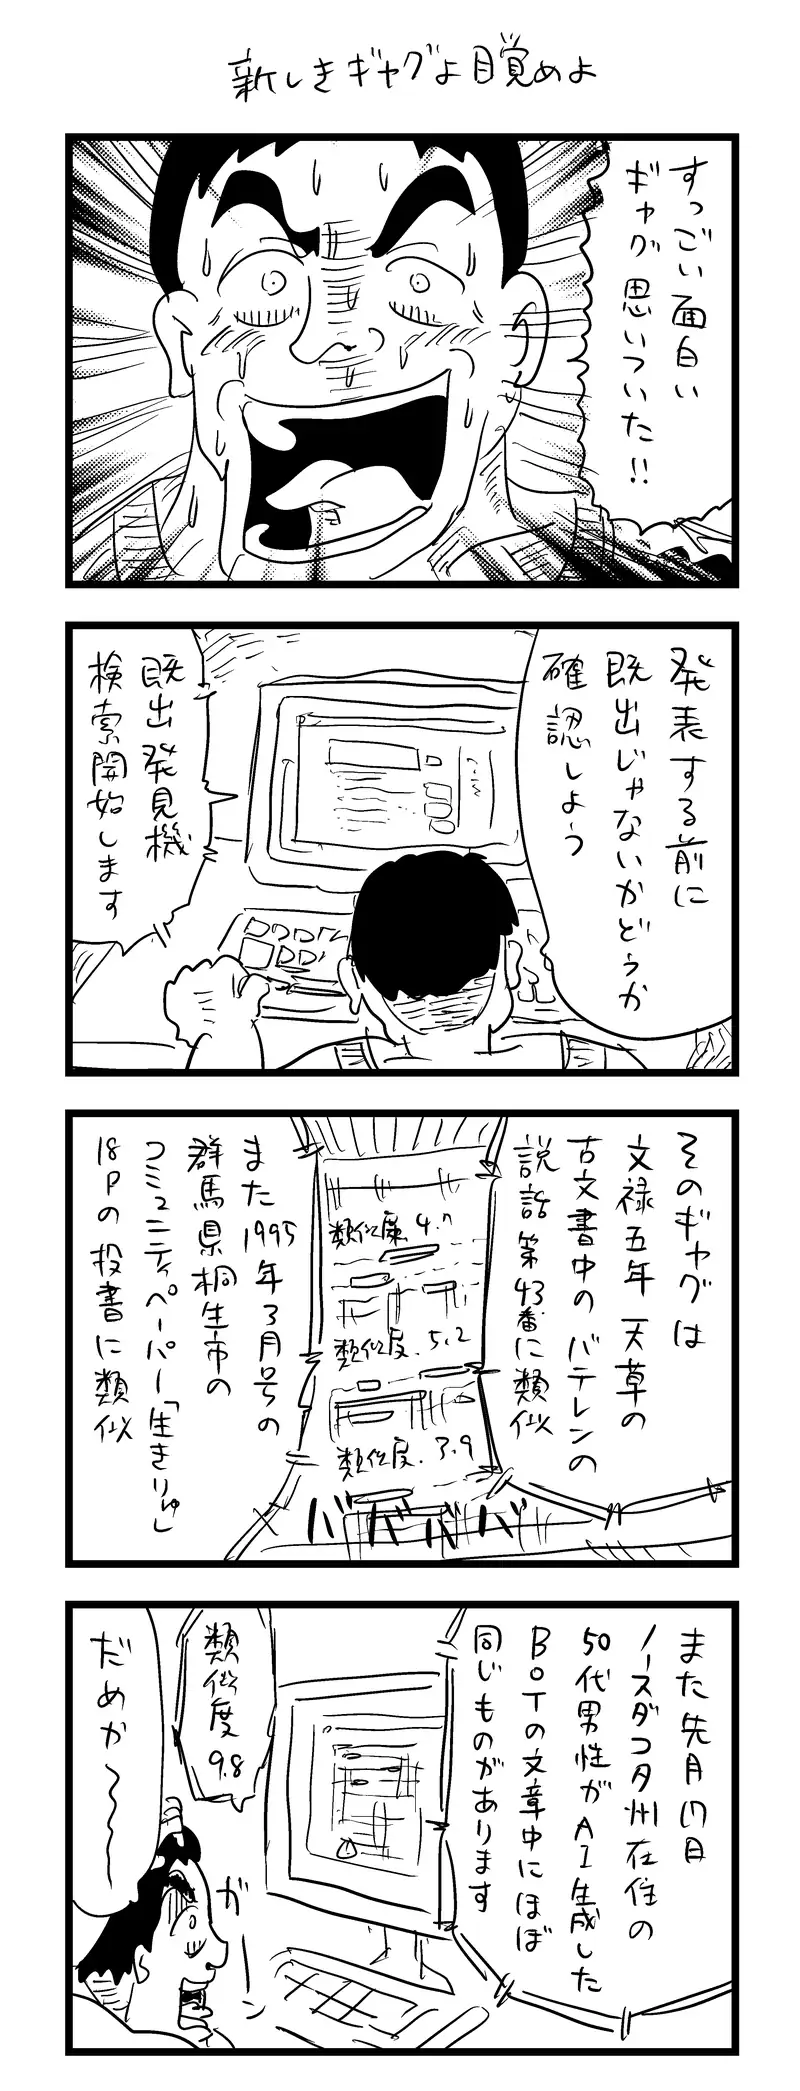 新しきギャグよ目覚めよ
すっごい面白い
ギャグ思いついた!!
発表する前に
既出じゃないかどうか
確認しよう
既出発見機
検索開始します
そのギャグは
文禄五年 天草の
古文書中のバテレンの
説話第43番に類似
類似度 4.7
類似度.5.2
類似度.3.9
ババババ
また1995年3月号の
群馬県桐生市の
コミュニティペーパー「生きりゅ」
18Pの投書に類似
また先月17日
ノースダコタ州在住の
50代男性がAI生成した
BOTの文章中にほぼ
同じものがあります
類似度
9.8
ガーン
だめか〜〜